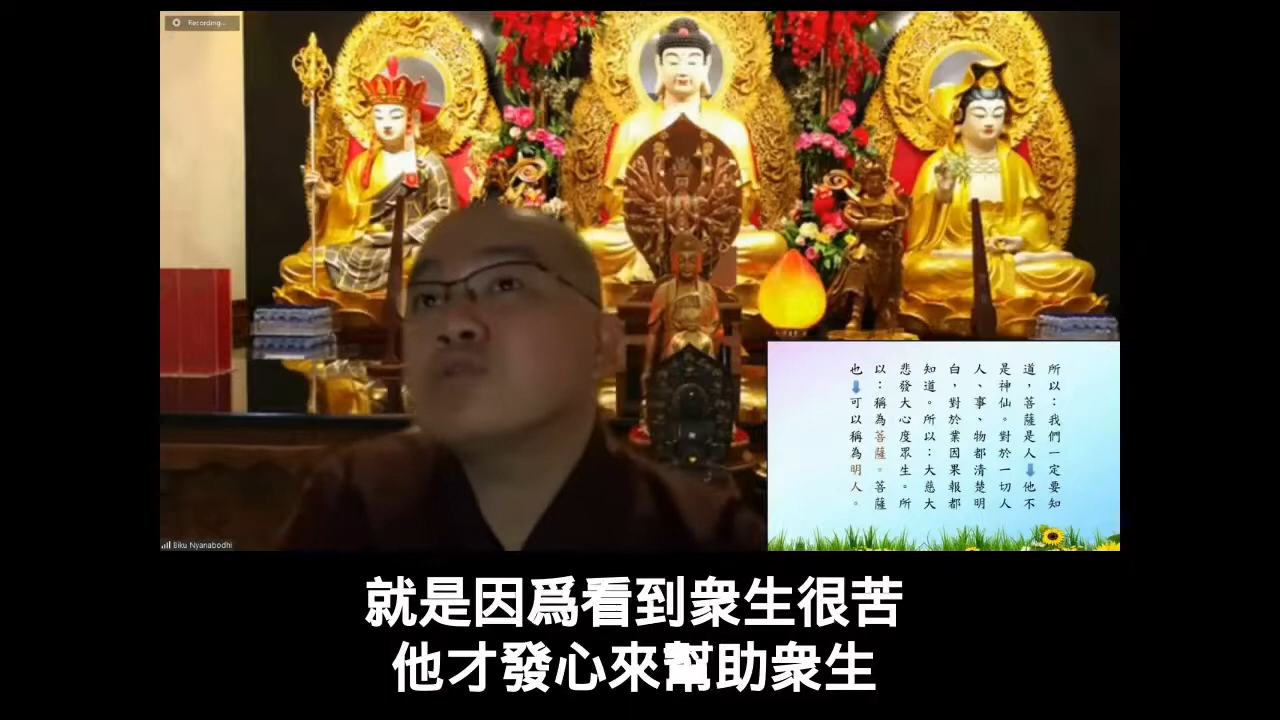 Recording...
所以：我們一定要知
道，菩薩是人⬇他不
是神仙。對於一切人
人、事、物都清楚明
白，對於業因果報都
知道。所以：大慈大
悲發大心度眾生。所
以：稱為菩薩。菩薩
也⬇可以稱為明人。
Biku Nyanabodhi
就是因爲看到衆生很苦
他才發心來幫助衆生